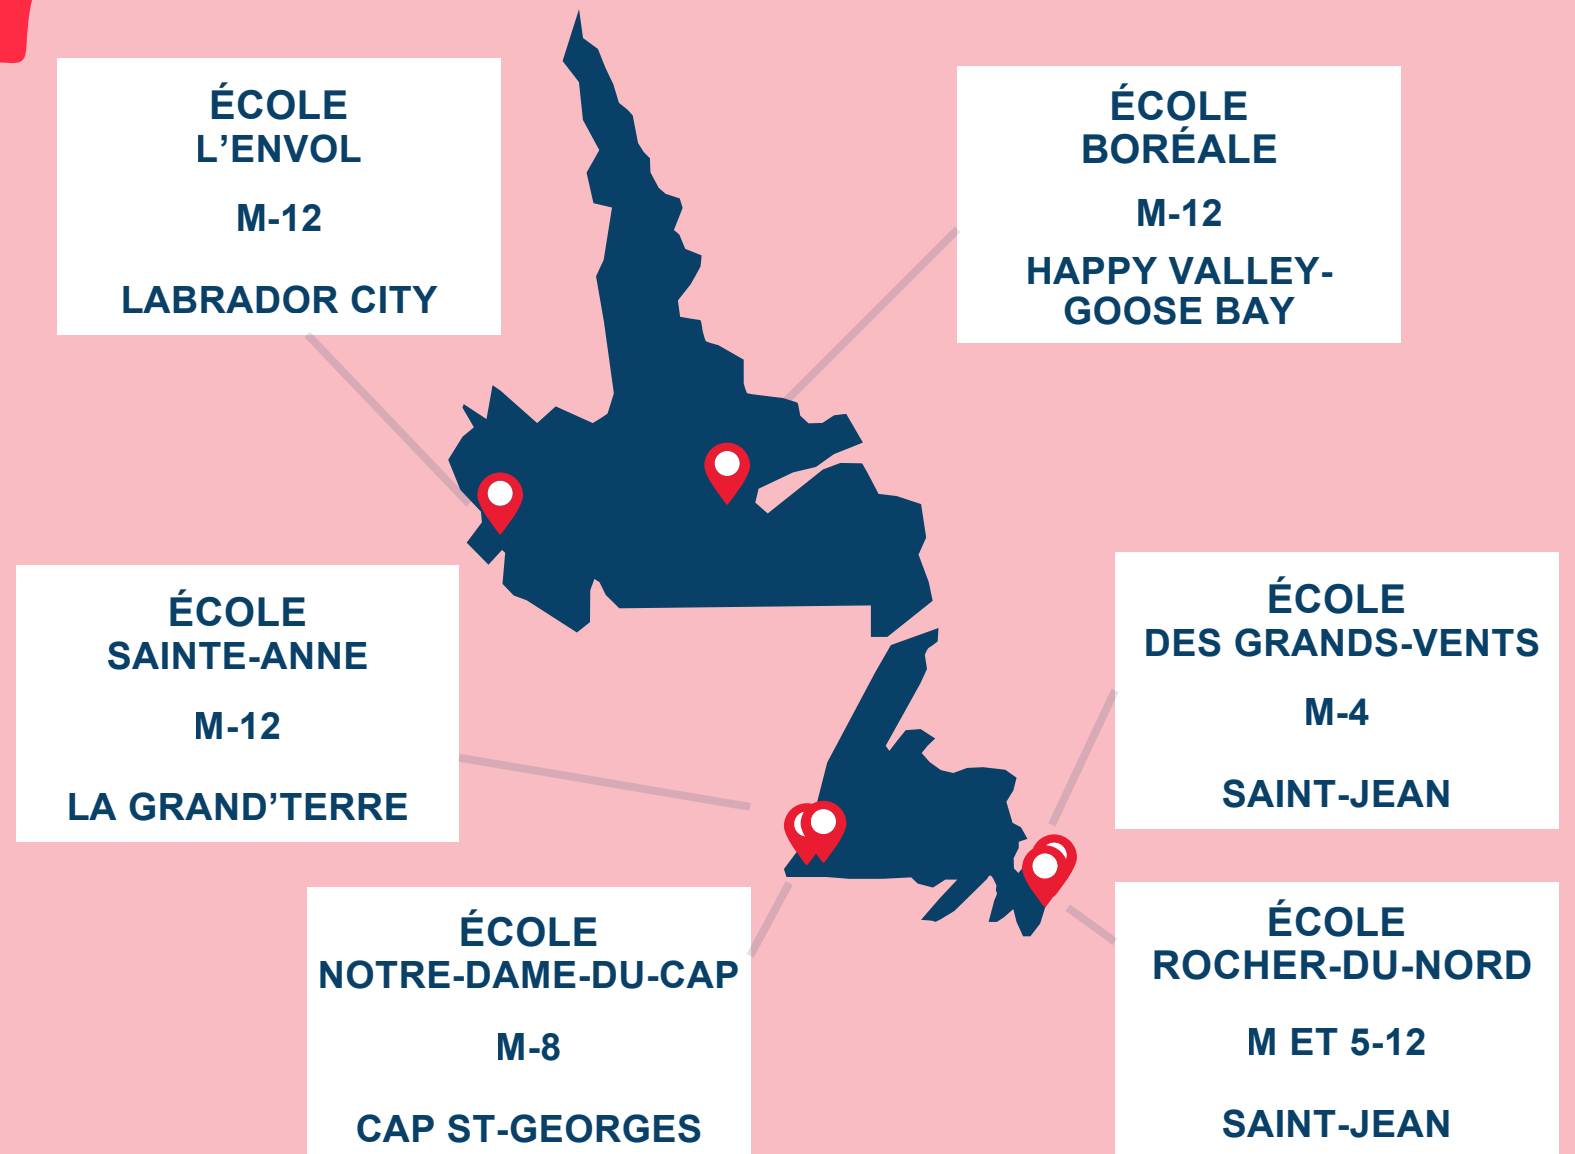 ÉCOLE
L’ENVOL
M-12
LABRADOR CITY
ÉCOLE
BORÉALE
M-12
HAPPY VALLEY-
GOOSE BAY
ÉCOLE
SAINTE-ANNE
M-12
LA GRAND’TERRE
ÉCOLE
DES GRANDS-VENTS
M-4
SAINT-JEAN
ÉCOLE
NOTRE-DAME-DU-CAP
M-8
CAP ST-GEORGES
ÉCOLE
ROCHER-DU-NORD
M ET 5-12
SAINT-JEAN